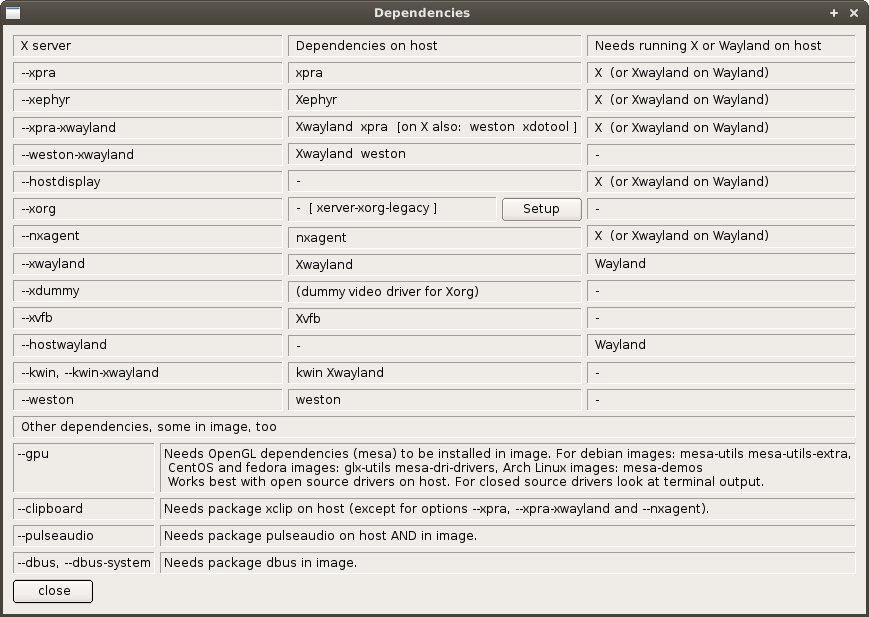 Dependencies
X server Dependencies on host Needs running X or Wayland on host
--xpra xpra X (or Xwayland on Wayland)
--xephyr Xephyr X (or Xwayland on Wayland)
--xpra-xwayland Xwayland xpra [on X also: weston xdotool ] X (or Xwayland on Wayland)
--weston-xwayland Xwayland weston -
--hostdisplay - X (or Xwayland on Wayland)
--xorg - [ xerver-xorg-legacy ] Setup -
--nxagent nxagent X (or Xwayland on Wayland)
--xwayland Xwayland Wayland
--xdummy (dummy video driver for Xorg) -
--xvfb Xvfb -
--hostwayland - Wayland
--kwin, --kwin-xwayland kwin Xwayland -
--weston weston -
Other dependencies, some in image, too
--gpu Needs OpenGL dependencies (mesa) to be installed in image. For debian images: mesa-utils mesa-utils-extra,
CentOS and fedora images: glx-utils mesa-dri-drivers, Arch Linux images: mesa-demos
Works best with open source drivers on host. For closed source drivers look at terminal output.
--clipboard Needs package xclip on host (except for options --xpra, --xpra-xwayland and --nxagent).
--pulseaudio Needs package pulseaudio on host AND in image.
--dbus, --dbus-system Needs package dbus in image.
close